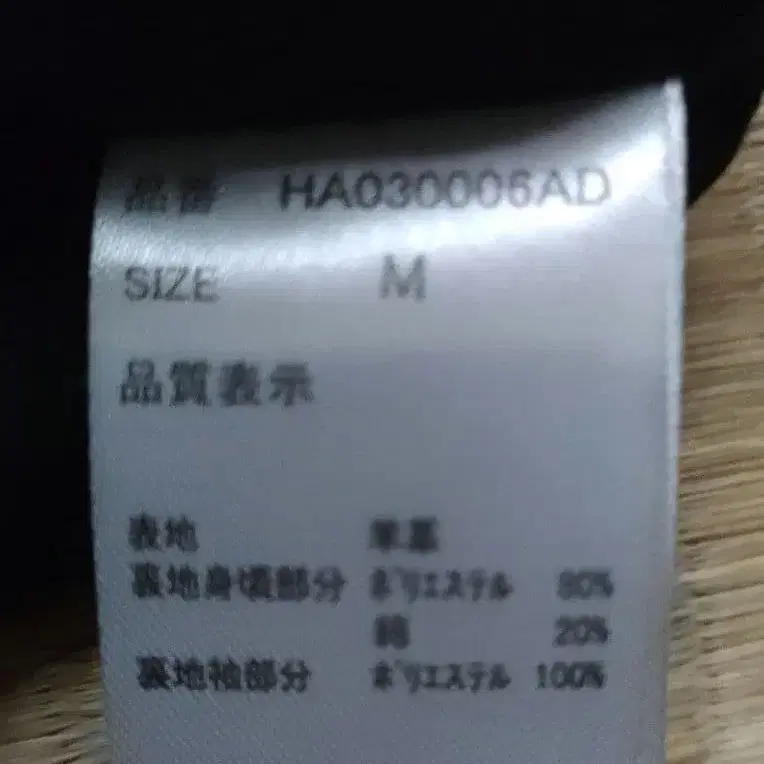 品番 HA030006AD
SIZE M
品質表示
表地 羊革
裏地身頃部分 ポリエステル 80%
綿 20%
裏地袖部分 ポリエステル 100%